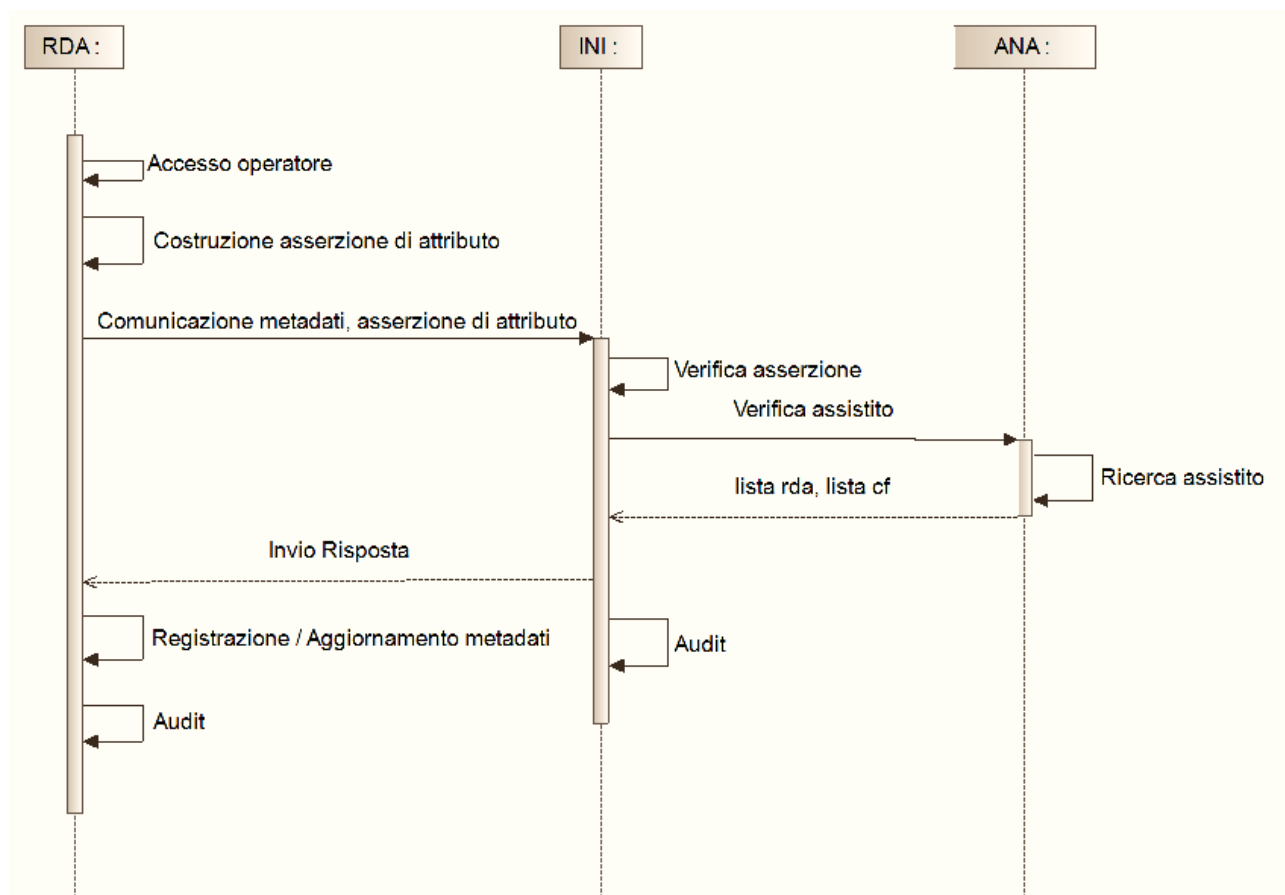 RDA :
INI :
ANA :
Accesso operatore
Costruzione asserzione di attributo
Comunicazione metadati, asserzione di attributo
Verifica asserzione
Verifica assistito
Ricerca assistito
lista rda, lista cf
Invio Risposta
Registrazione / Aggiornamento metadati
Audit
Audit